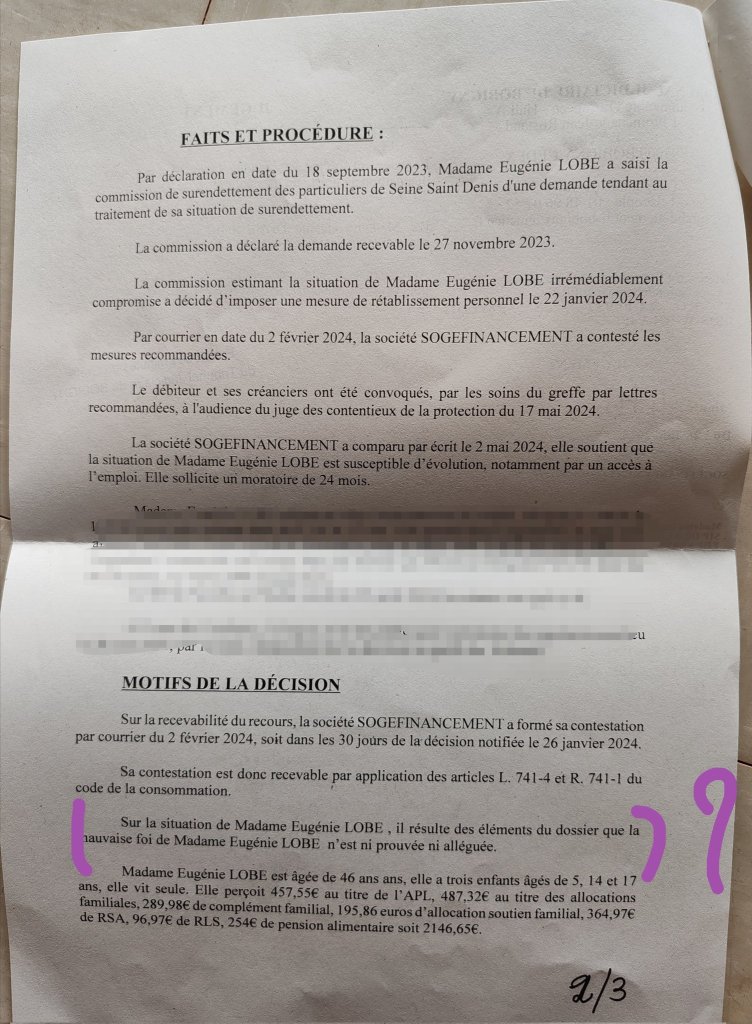 FAITS ET PROCÉDURE :
Par déclaration en date du 18 septembre 2023, Madame Eugénie LOBE a saisi la
commission de surendettement des particuliers de Seine Saint Denis d'une demande tendant au
traitement de sa situation de surendettement.
La commission a déclaré la demande recevable le 27 novembre 2023.
La commission estimant la situation de Madame Eugénie LOBE irrémédiablement
compromise a décidé d'imposer une mesure de rétablissement personnel le 22 janvier 2024.
Par courrier en date du 2 février 2024, la société SOGEFINANCEMENT a contesté les
mesures recommandées.
Le débiteur et ses créanciers ont été convoqués, par les soins du greffe par lettres
recommandées, à l'audience du juge des contentieux de la protection du 17 mai 2024.
La société SOGEFINANCEMENT a comparu par écrit le 2 mai 2024, elle soutient que
la situation de Madame Eugénie LOBE est susceptible d'évolution, notamment par un accès à
l'emploi. Elle sollicite un moratoire de 24 mois.
MOTIFS DE LA DÉCISION
Sur la recevabilité du recours, la société SOGEFINANCEMENT a formé sa contestation
par courrier du 2 février 2024, soit dans les 30 jours de la décision notifiée le 26 janvier 2024.
Sa contestation est donc recevable par application des articles L. 741-4 et R. 741-1 du
code de la consommation.
( Sur la situation de Madame Eugénie LOBE , il résulte des éléments du dossier que la ) ?
mauvaise foi de Madame Eugénie LOBE n'est ni prouvée ni alléguée.
Madame Eugénie LOBE est âgée de 46 ans ans, elle a trois enfants âgés de 5, 14 et 17
ans, elle vit seule. Elle perçoit 457,55€ au titre de l'APL, 487,32€ au titre des allocations
familiales, 289,98€ de complément familial, 195,86 euros d'allocation soutien familial, 364,97€
de RSA, 96,97€ de RLS, 254€ de pension alimentaire soit 2146,65€.
2/3